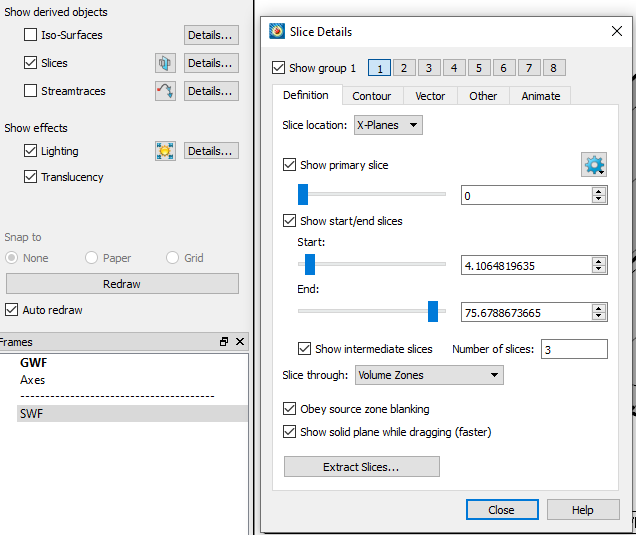 Show derived objects
Iso-Surfaces Details...
Slices Details...
Streamtraces Details...
Show effects
Lighting Details...
Translucency
Snap to
None Paper Grid
Redraw
Auto redraw
Frames
GWF
Axes
----------------------------------------
SWF
Slice Details
Show group 1 1 2 3 4 5 6 7 8
Definition Contour Vector Other Animate
Slice location: X-Planes
Show primary slice
0
Show start/end slices
Start:
4.1064819635
End:
75.6788673665
Show intermediate slices Number of slices: 3
Slice through: Volume Zones
Obey source zone blanking
Show solid plane while dragging (faster)
Extract Slices...
Close Help